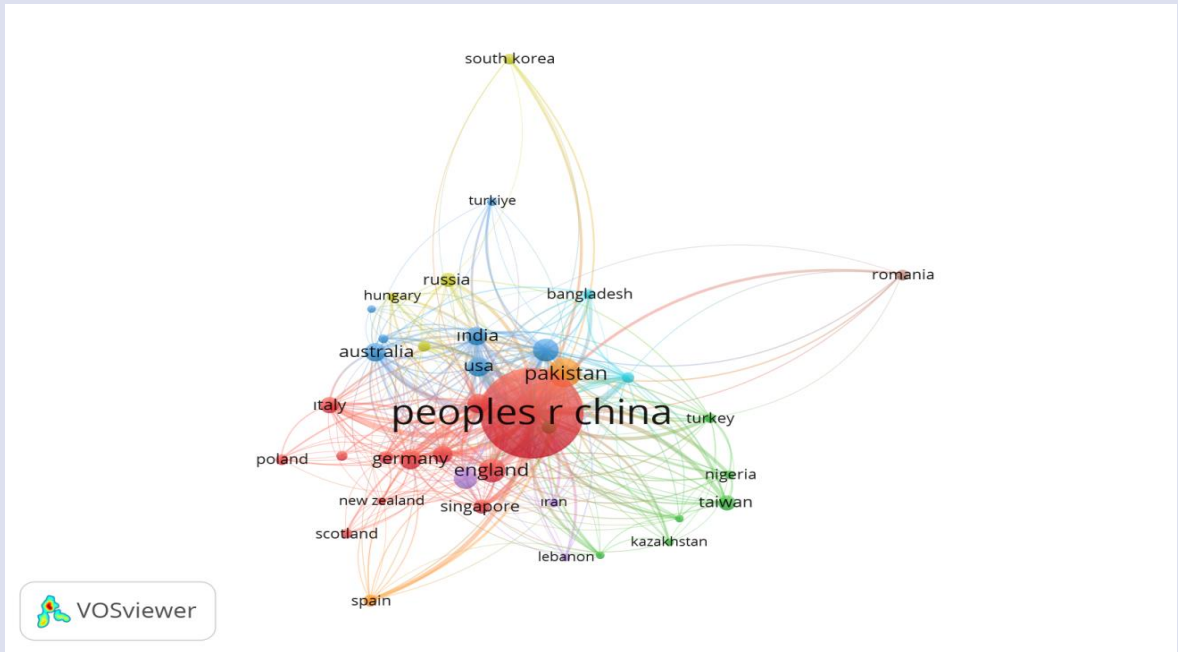 south korea
turkiye
romania
russia
bangladesh
hungary
india
australia
usa
pakistan
italy
peoples r china
turkey
poland
germany
england
nigeria
new zealand
singapore
iran
taiwan
scotland
kazakhstan
lebanon
spain
VOSviewer